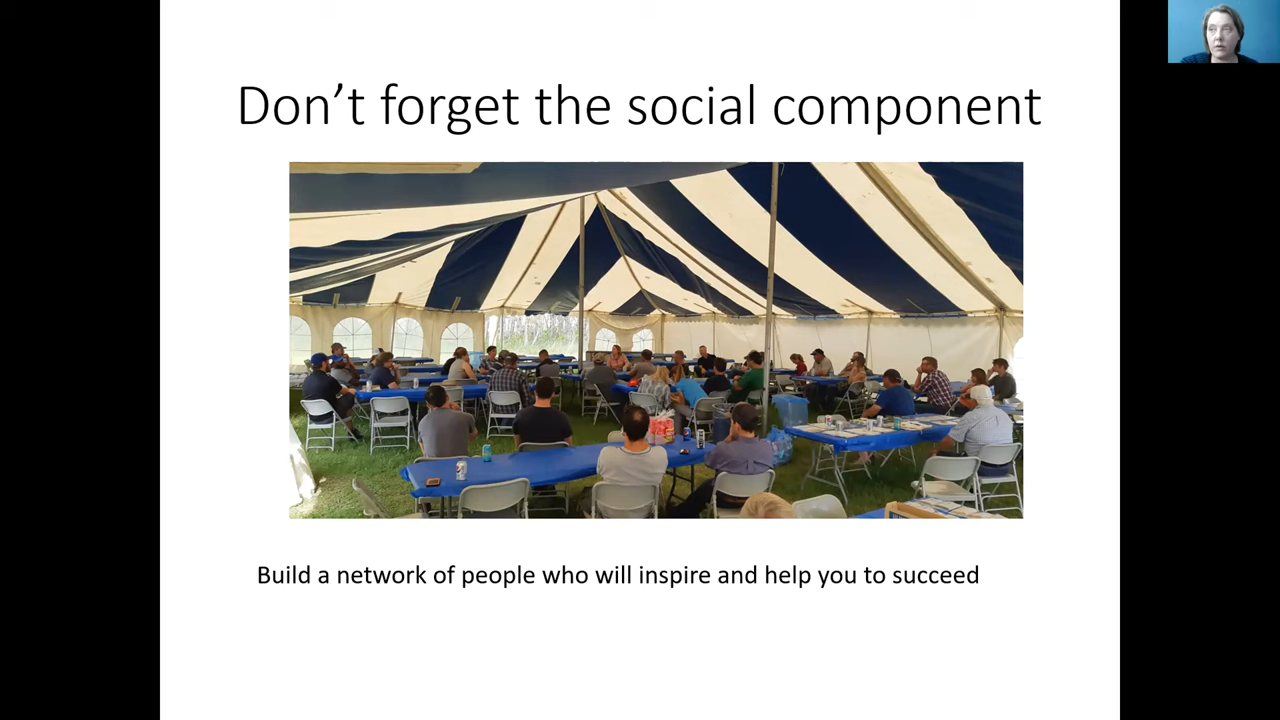 Don’t forget the social component
Build a network of people who will inspire and help you to succeed